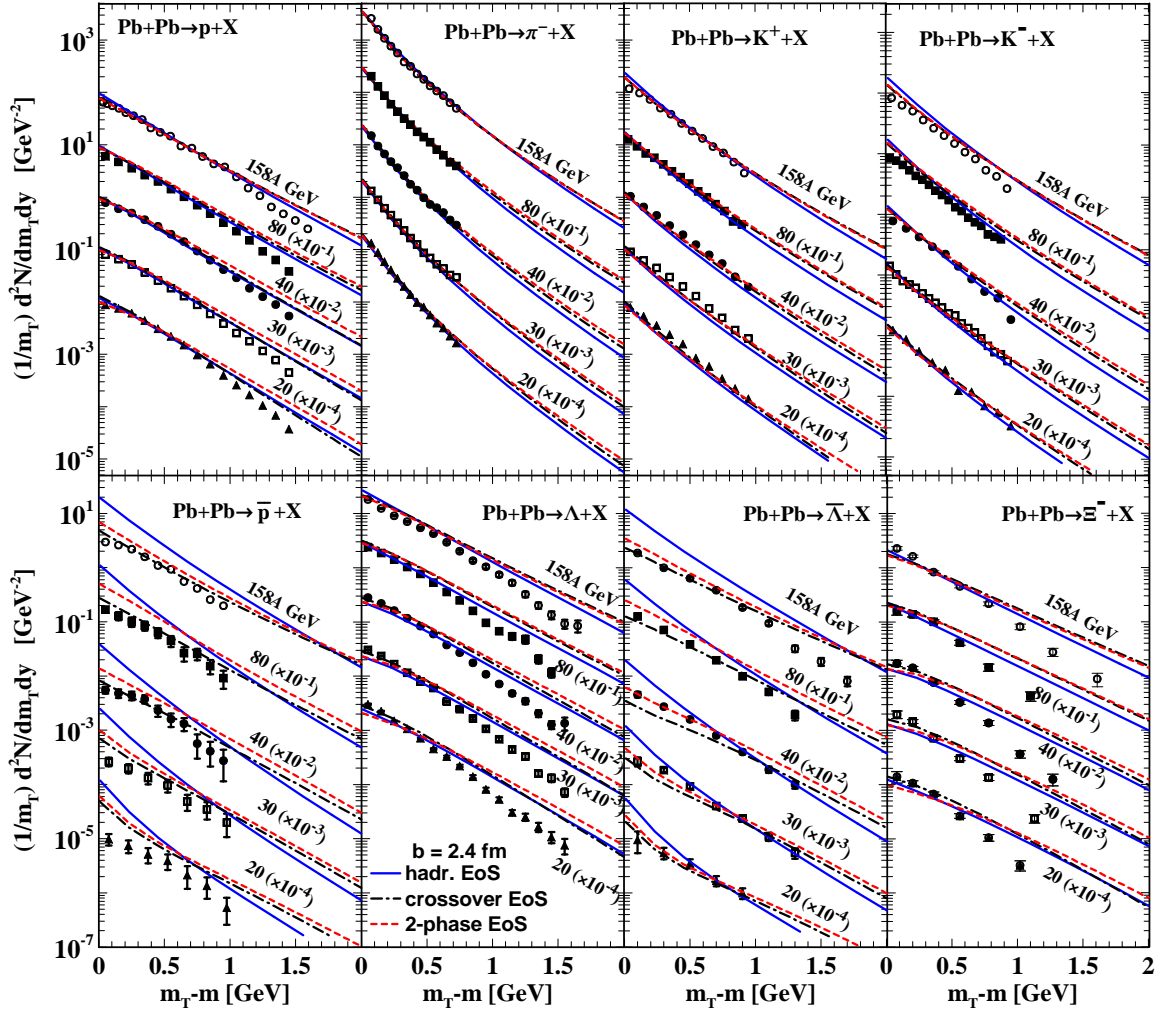 Pb+Pb→p+X
Pb+Pb→π⁻+X
Pb+Pb→K⁺+X
Pb+Pb→K⁻+X
(1/m_T) d²N/dm_Tdy [GeV⁻²]
10³
10
10⁻¹
10⁻³
10⁻⁵
158A GeV
80 (×10⁻¹)
40 (×10⁻²)
30 (×10⁻³)
20 (×10⁻⁴)
158A GeV
80 (×10⁻¹)
40 (×10⁻²)
30 (×10⁻³)
20 (×10⁻⁴)
158A GeV
80 (×10⁻¹)
40 (×10⁻²)
30 (×10⁻³)
20 (×10⁻⁴)
158A GeV
80 (×10⁻¹)
40 (×10⁻²)
30 (×10⁻³)
20 (×10⁻⁴)
Pb+Pb→p̅+X
Pb+Pb→Λ+X
Pb+Pb→Λ̅+X
Pb+Pb→Ξ⁻+X
(1/m_T) d²N/dm_Tdy [GeV⁻²]
10
10⁻¹
10⁻³
10⁻⁵
10⁻⁷
158A GeV
80 (×10⁻¹)
40 (×10⁻²)
30 (×10⁻³)
20 (×10⁻⁴)
158A GeV
80 (×10⁻¹)
40 (×10⁻²)
30 (×10⁻³)
20 (×10⁻⁴)
b = 2.4 fm
hadr. EoS
crossover EoS
2-phase EoS
158A GeV
80 (×10⁻¹)
40 (×10⁻²)
30 (×10⁻³)
20 (×10⁻⁴)
158A GeV
80 (×10⁻¹)
40 (×10⁻²)
30 (×10⁻³)
20 (×10⁻⁴)
0 0.5 1 1.5 0 0.5 1 1.5 0 0.5 1 1.5 0 0.5 1 1.5 2
m_T-m [GeV] m_T-m [GeV] m_T-m [GeV] m_T-m [GeV]